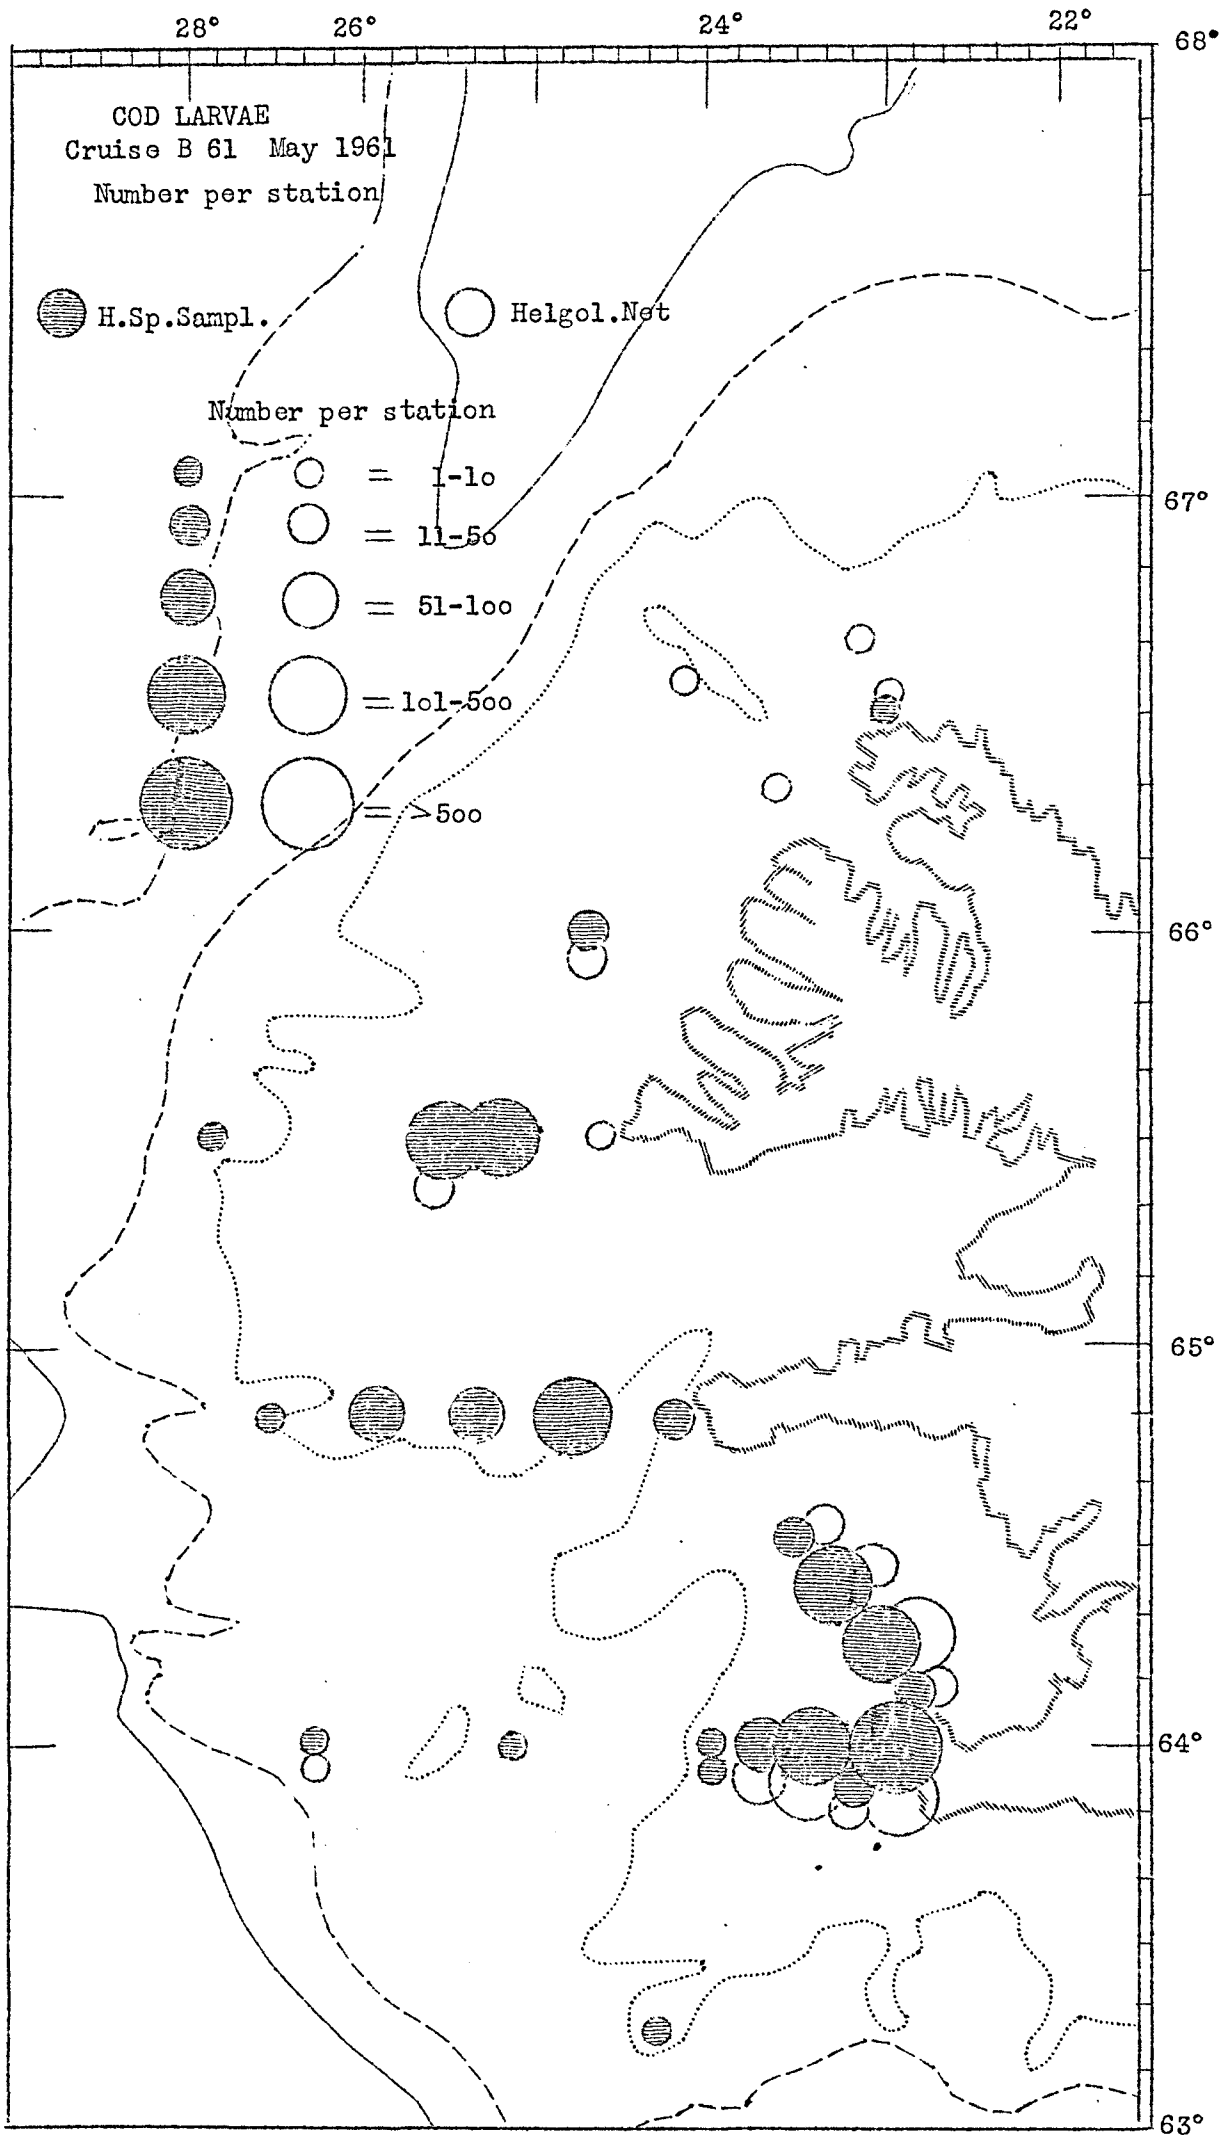 28° 26° 24° 22°
68°
COD LARVAE
Cruise B 61 May 1961
Number per station
H.Sp.Sampl. Helgol.Net
Number per station
= 1-1o
67°
= 11-5o
= 51-1oo
= 1o1-5oo
= >5oo
66°
65°
64°
63°